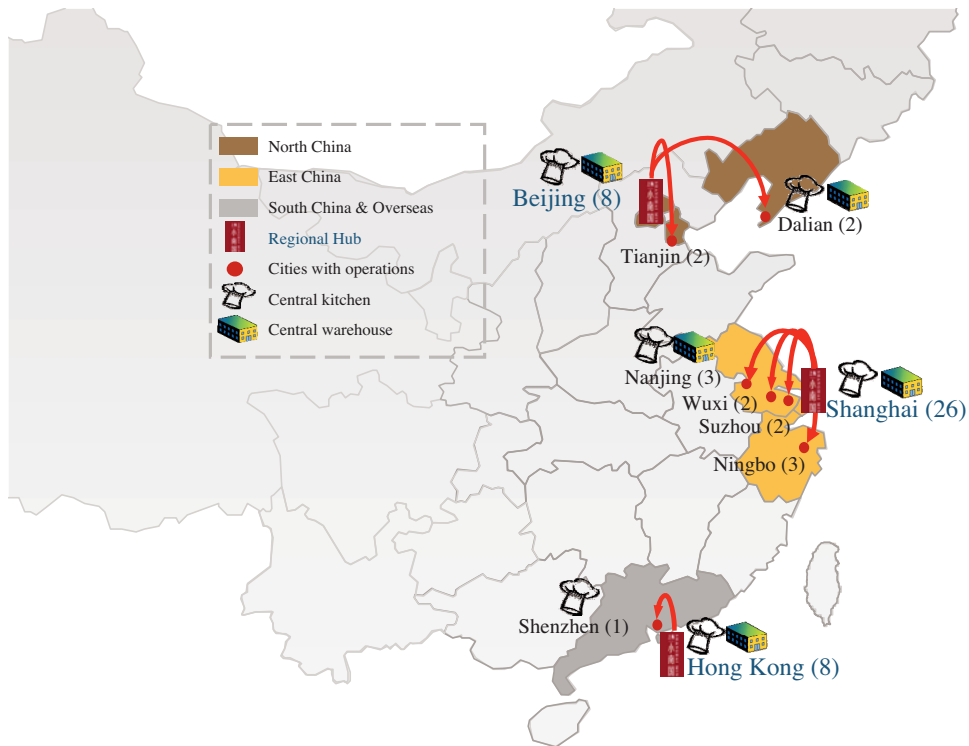 North China
East China
South China & Overseas
Regional Hub
Cities with operations
Central kitchen
Central warehouse
Beijing (8)
Dalian (2)
Tianjin (2)
Nanjing (3)
Wuxi (2)
Shanghai (26)
Suzhou (2)
Ningbo (3)
Shenzhen (1)
Hong Kong (8)